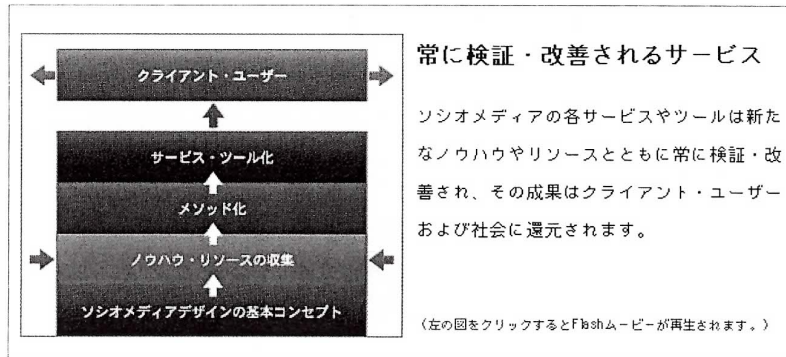 クライアント・ユーザー
サービス・ツール化
メソッド化
ノウハウ・リソースの収集
ソシオメディアデザインの基本コンセプト
常に検証・改善されるサービス
ソシオメディアの各サービスやツールは新た
なノウハウやリソースとともに常に検証・改
善され、その成果はクライアント・ユーザー
および社会に還元されます。
（左の図をクリックするとFlashムービーが再生されます。）